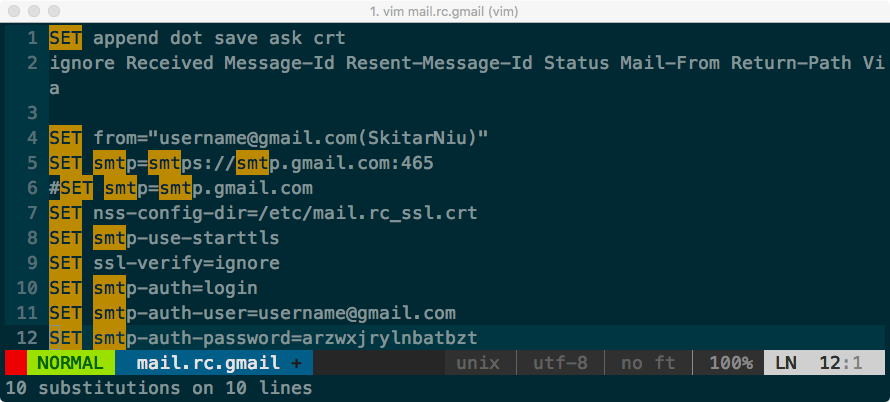 1. vim mail.rc.gmail (vim)
1 SET append dot save ask crt
2 ignore Received Message-Id Resent-Message-Id Status Mail-From Return-Path Vi
a
3
4 SET from="username@gmail.com(SkitarNiu)"
5 SET smtp=smtps://smtp.gmail.com:465
6 #SET smtp=smtp.gmail.com
7 SET nss-config-dir=/etc/mail.rc_ssl.crt
8 SET smtp-use-starttls
9 SET ssl-verify=ignore
10 SET smtp-auth=login
11 SET smtp-auth-user=username@gmail.com
12 SET smtp-auth-password=arzwxjrylnbatbzt
NORMAL mail.rc.gmail + unix | utf-8 | no ft | 100% LN 12:1
10 substitutions on 10 lines